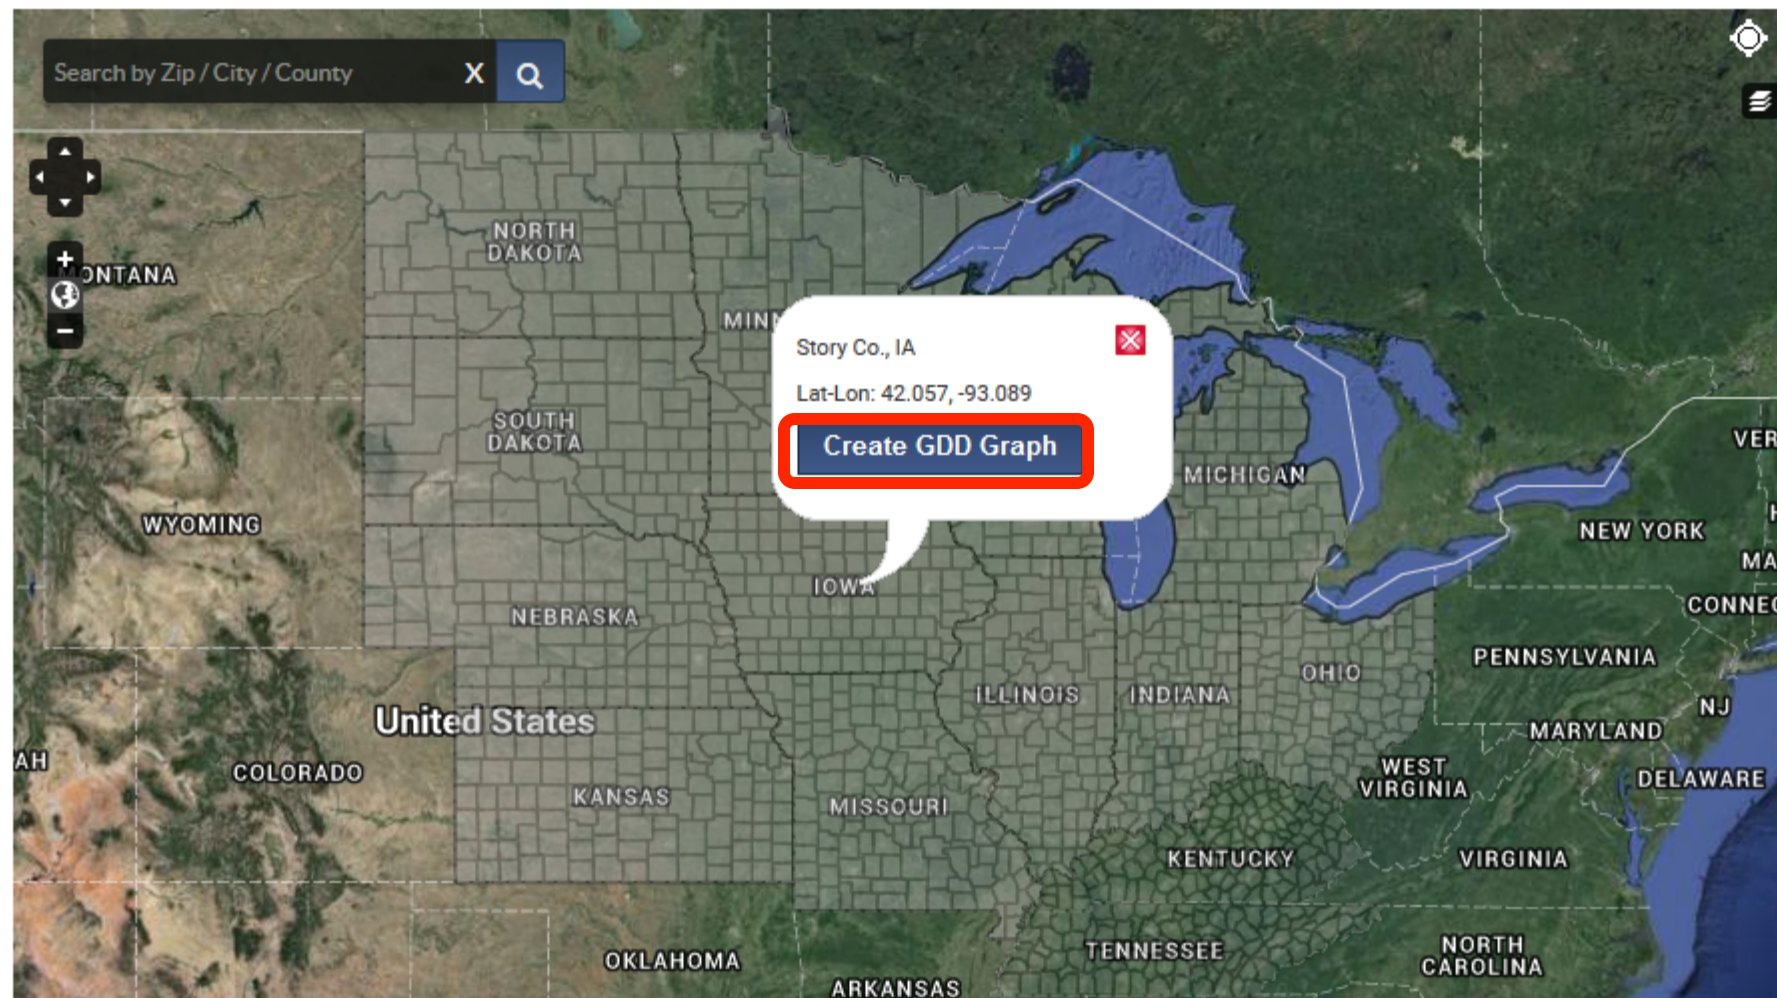 Search by Zip / City / County X
NORTH
DAKOTA
MONTANA
MINN
Story Co., IA
Lat-Lon: 42.057, -93.089
Create GDD Graph
SOUTH
DAKOTA
VER
MICHIGAN
WYOMING
NEW YORK
MA
IOWA
CONNEC
NEBRASKA
PENNSYLVANIA
OHIO
ILLINOIS
INDIANA
NJ
United States
MARYLAND
AH
COLORADO
WEST
VIRGINIA
DELAWARE
KANSAS
MISSOURI
KENTUCKY
VIRGINIA
TENNESSEE
NORTH
CAROLINA
OKLAHOMA
ARKANSAS